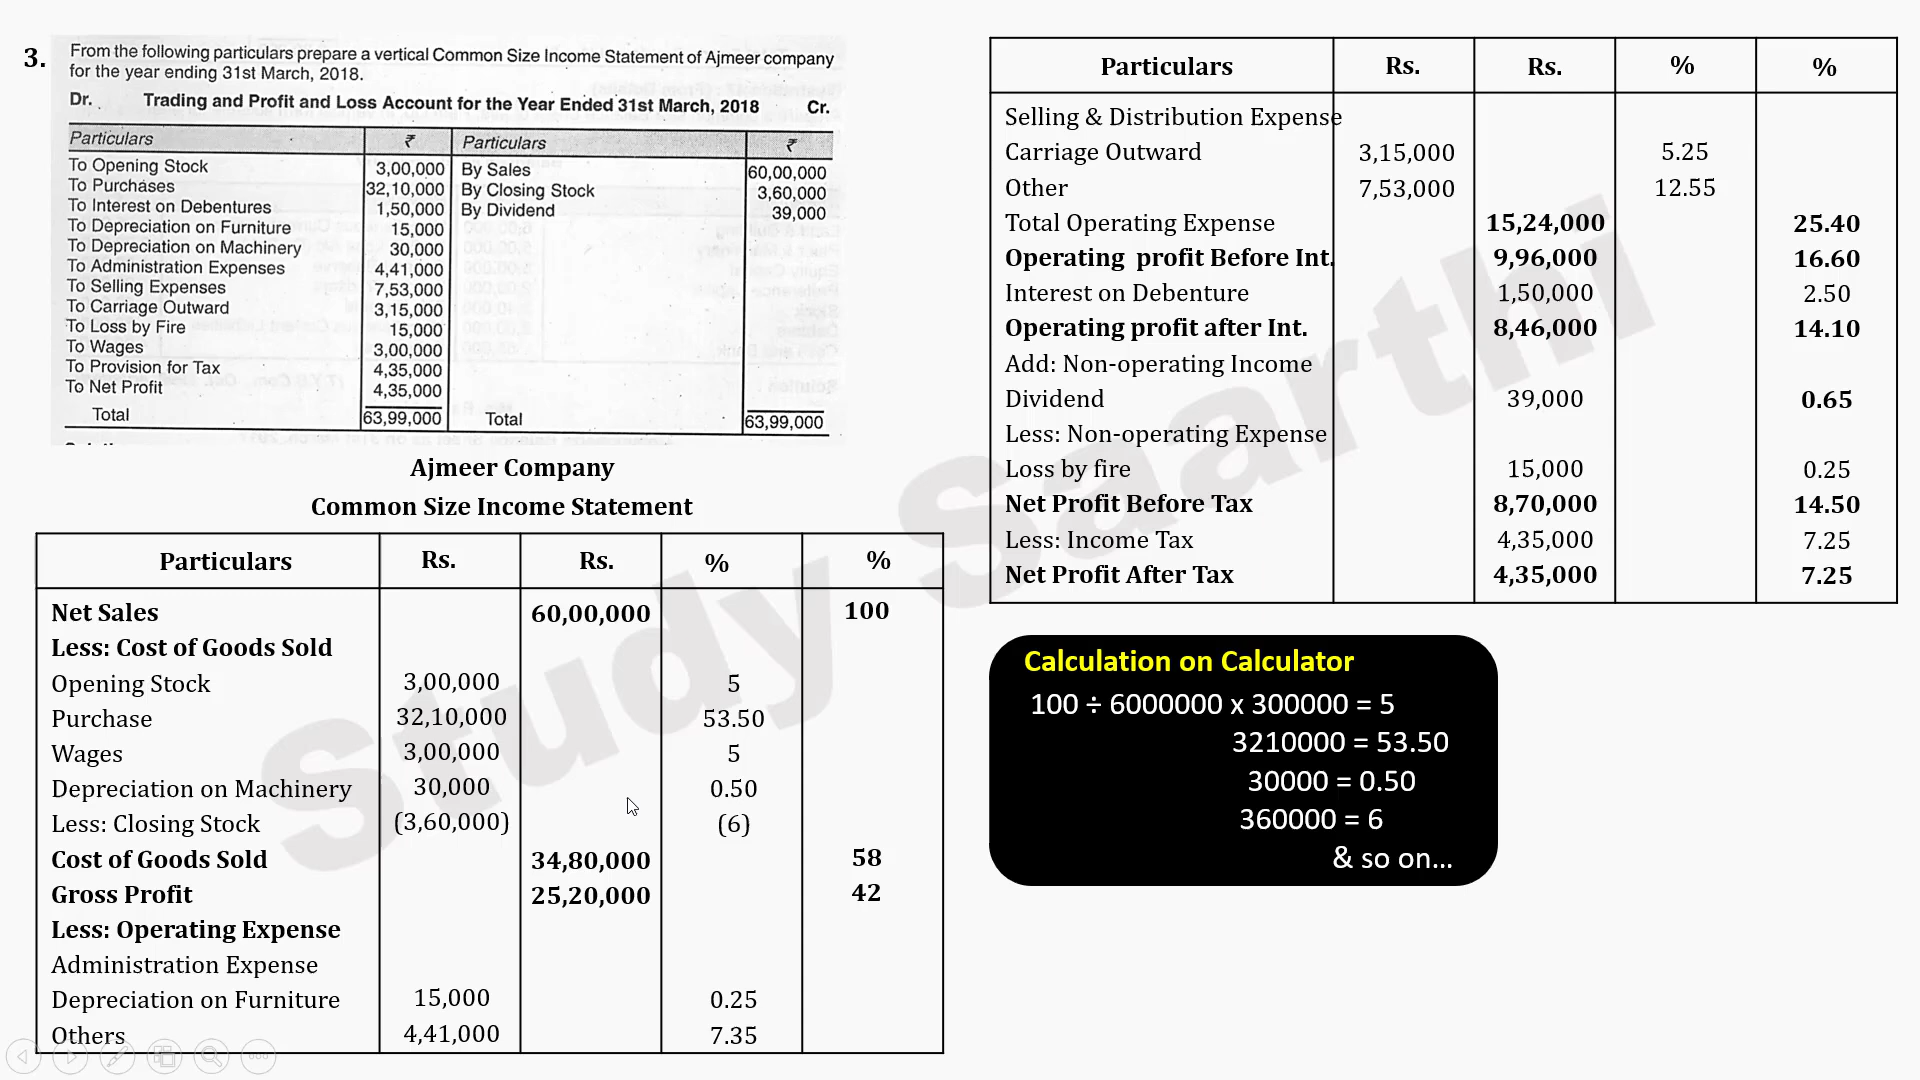 3. From the following particulars prepare a vertical Common Size Income Statement of Ajmeer company
for the year ending 31st March, 2018.
Dr. Trading and Profit and Loss Account for the Year Ended 31st March, 2018 Cr.
Particulars ₹ Particulars ₹
To Opening Stock 3,00,000 By Sales 60,00,000
To Purchases 32,10,000 By Closing Stock 3,60,000
To Interest on Debentures 1,50,000 By Dividend 39,000
To Depreciation on Furniture 15,000
To Depreciation on Machinery 30,000
To Administration Expenses 4,41,000
To Selling Expenses 7,53,000
To Carriage Outward 3,15,000
To Loss by Fire 15,000
To Wages 3,00,000
To Provision for Tax 4,35,000
To Net Profit 4,35,000
Total 63,99,000 Total 63,99,000
Ajmeer Company
Common Size Income Statement
Particulars Rs. Rs. % %
Net Sales 60,00,000 100
Less: Cost of Goods Sold
Opening Stock 3,00,000 5
Purchase 32,10,000 53.50
Wages 3,00,000 5
Depreciation on Machinery 30,000 0.50
Less: Closing Stock (3,60,000) (6)
Cost of Goods Sold 34,80,000 58
Gross Profit 25,20,000 42
Less: Operating Expense
Administration Expense
Depreciation on Furniture 15,000 0.25
Others 4,41,000 7.35
Particulars Rs. Rs. % %
Selling & Distribution Expense
Carriage Outward 3,15,000 5.25
Other 7,53,000 12.55
Total Operating Expense 15,24,000 25.40
Operating profit Before Int. 9,96,000 16.60
Interest on Debenture 1,50,000 2.50
Operating profit after Int. 8,46,000 14.10
Add: Non-operating Income
Dividend 39,000 0.65
Less: Non-operating Expense
Loss by fire 15,000 0.25
Net Profit Before Tax 8,70,000 14.50
Less: Income Tax 4,35,000 7.25
Net Profit After Tax 4,35,000 7.25
Calculation on Calculator
100 ÷ 6000000 x 300000 = 5
3210000 = 53.50
30000 = 0.50
360000 = 6
& so on...
Study Saarthi